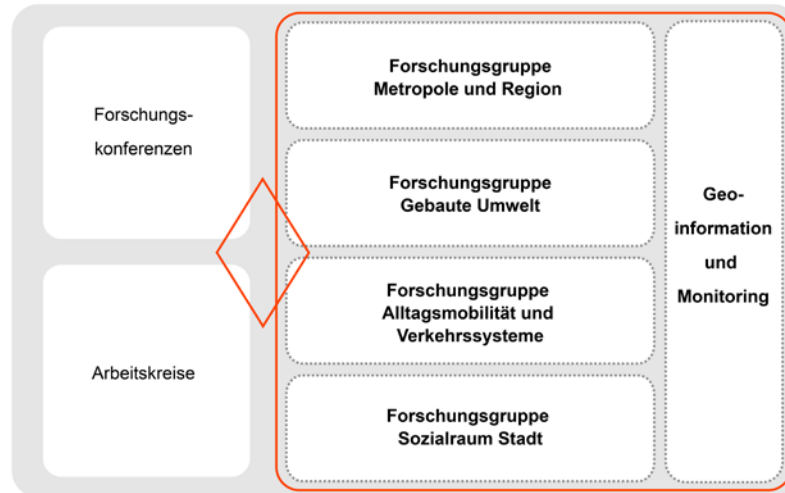 Forschungs-
konferenzen
Arbeitskreise
Forschungsgruppe
Metropole und Region
Forschungsgruppe
Gebaute Umwelt
Forschungsgruppe
Alltagsmobilität und
Verkehrssysteme
Forschungsgruppe
Sozialraum Stadt
Geo-
information
und
Monitoring